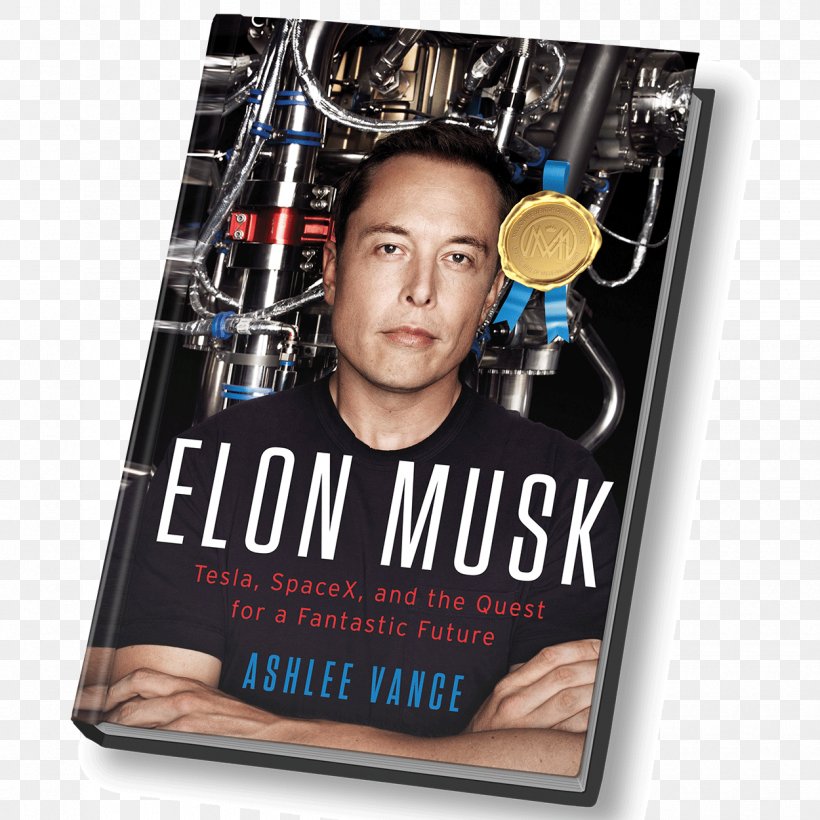 ELON MUSK
Tesla, SpaceX, and the Quest
for a Fantastic Future
ASHLEE VANCE